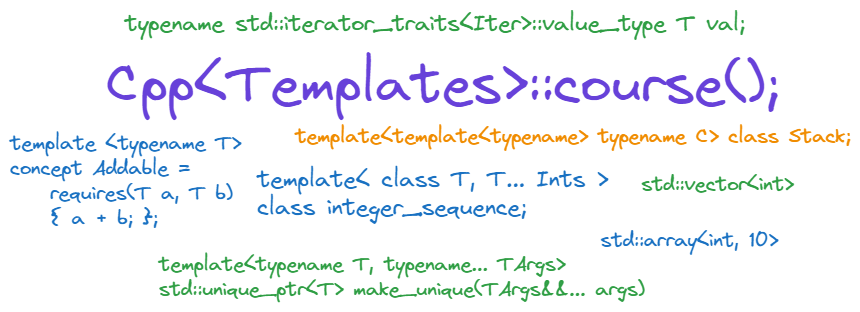 typename std::iterator_traits<Iter>::value_type T val;
Cpp<Templates>::course();
template <typename T>
concept Addable =
requires(T a, T b)
{ a + b; };
template<template<typename> typename C> class Stack;
template< class T, T... Ints >
class integer_sequence;
std::vector<int>
std::array<int, 10>
template<typename T, typename... TArgs>
std::unique_ptr<T> make_unique(TArgs&&... args)